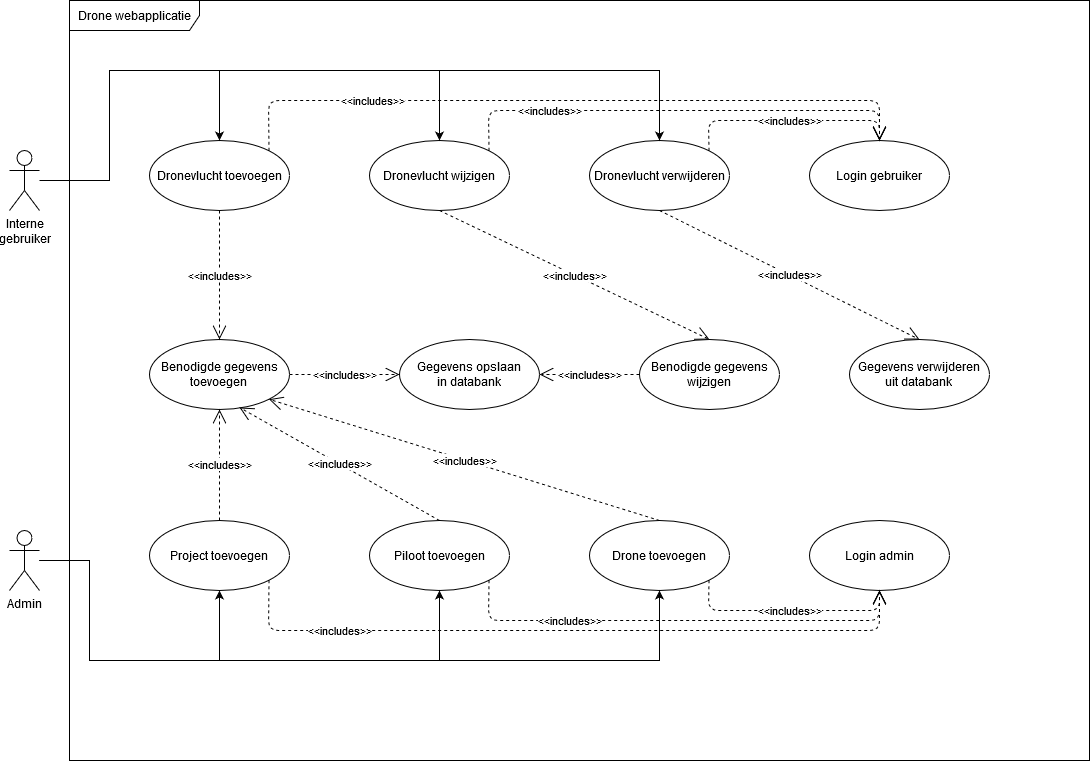 Drone webapplicatie
<<includes>>
<<includes>>
<<includes>>
Dronevlucht toevoegen
Dronevlucht wijzigen
Dronevlucht verwijderen
Login gebruiker
Interne
gebruiker
<<includes>>
<<includes>>
<<includes>>
Benodigde gegevens
toevoegen
<<includes>>
Gegevens opslaan
in databank
<<includes>>
Benodigde gegevens
wijzigen
Gegevens verwijderen
uit databank
<<includes>>
<<includes>>
<<includes>>
Project toevoegen
Piloot toevoegen
Drone toevoegen
Login admin
Admin
<<includes>>
<<includes>>
<<includes>>